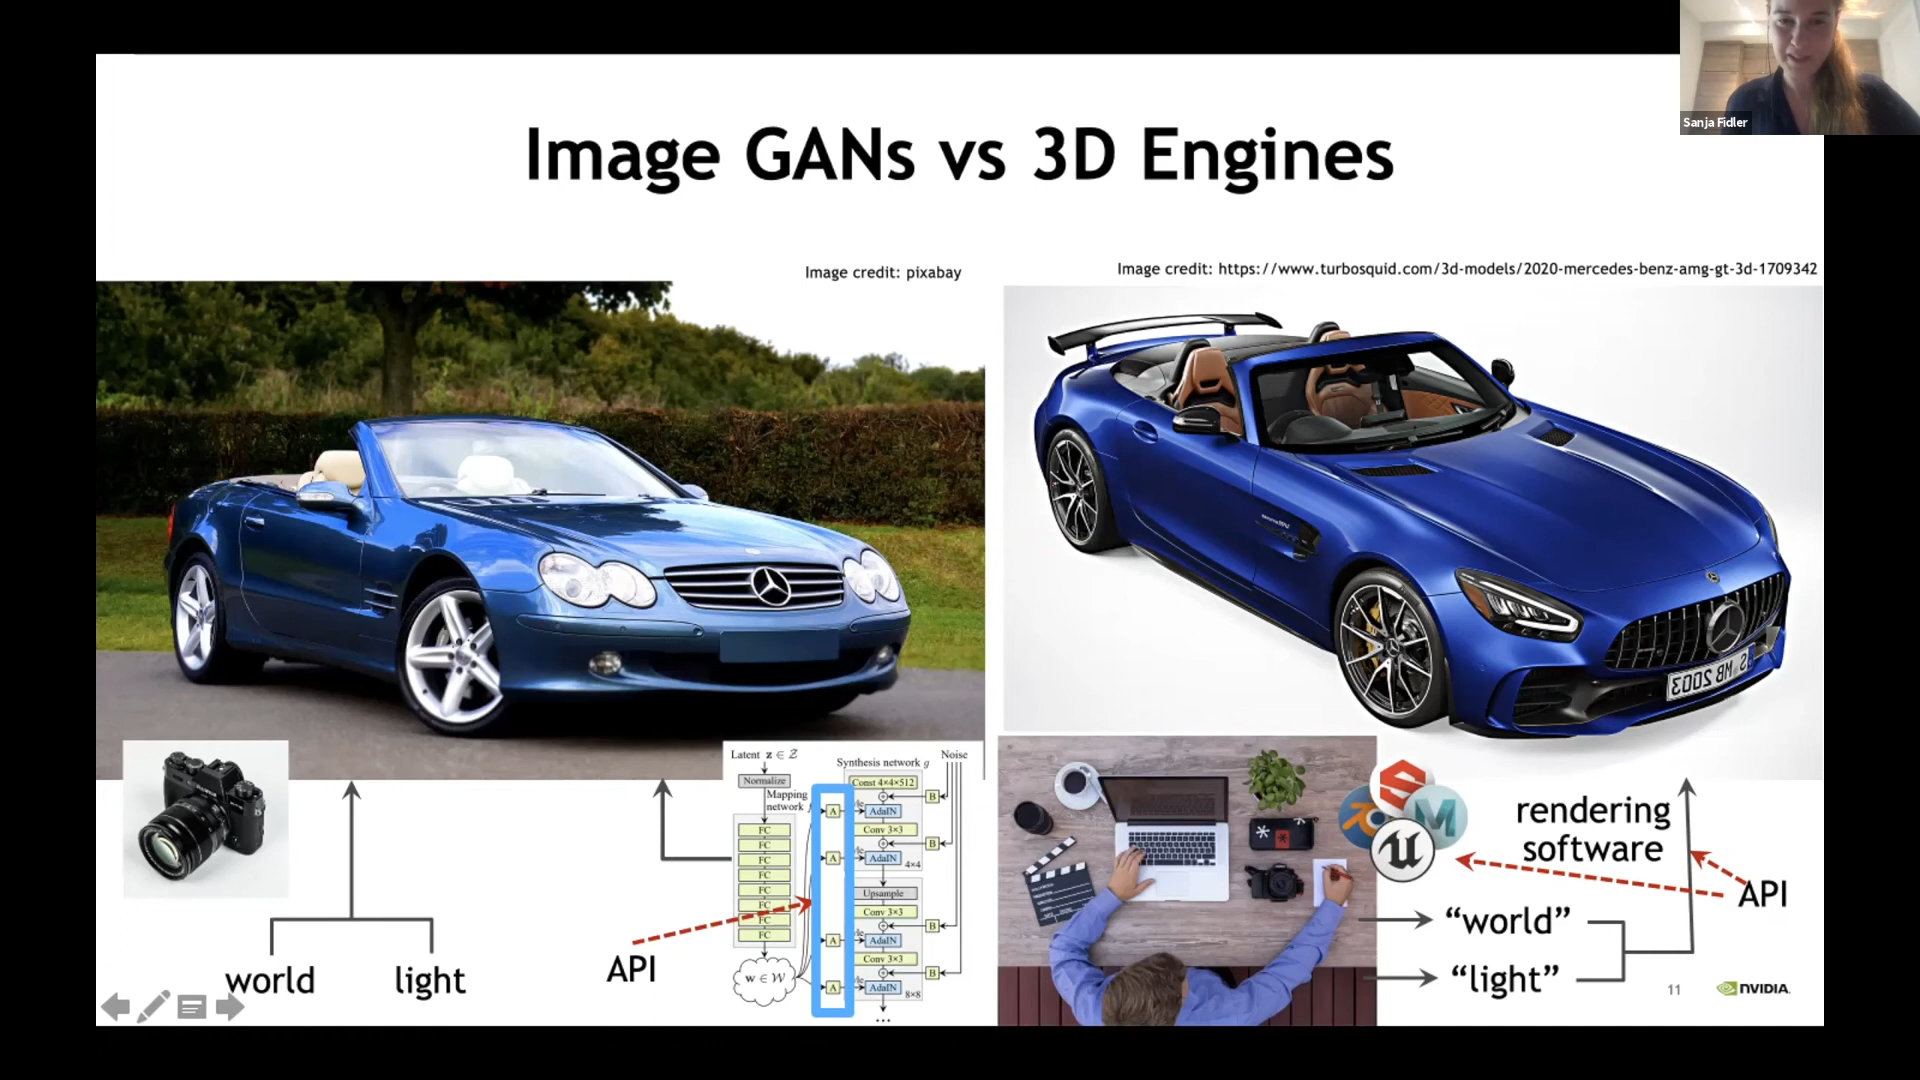 Sanja Fidler
Image GANs vs 3D Engines
Image credit: pixabay
Image credit: https://www.turbosquid.com/3d-models/2020-mercedes-benz-amg-gt-3d-1709342
S MB 2003
Latent z ∈ Z
Normalize
Mapping
network f
FC
FC
FC
FC
FC
FC
FC
FC
w ∈ W
A
A
A
A
Synthesis network g
Noise
Const 4×4×512
B
AdaIN
Conv 3×3
B
AdaIN
4×4
Upsample
Conv 3×3
B
AdaIN
Conv 3×3
B
AdaIN
8×8
...
world
light
API
rendering
software
API
“world”
“light”
11
NVIDIA.